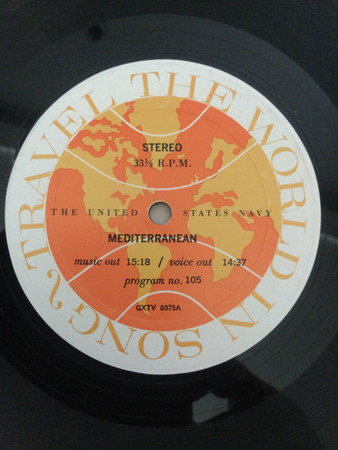 TRAVEL THE WORLD IN SONG
STEREO
33⅓ R.P.M.
THE UNITED STATES NAVY
MEDITERRANEAN
music out 15:18 / voice out 14:37
program no. 105
GXTV 8075A